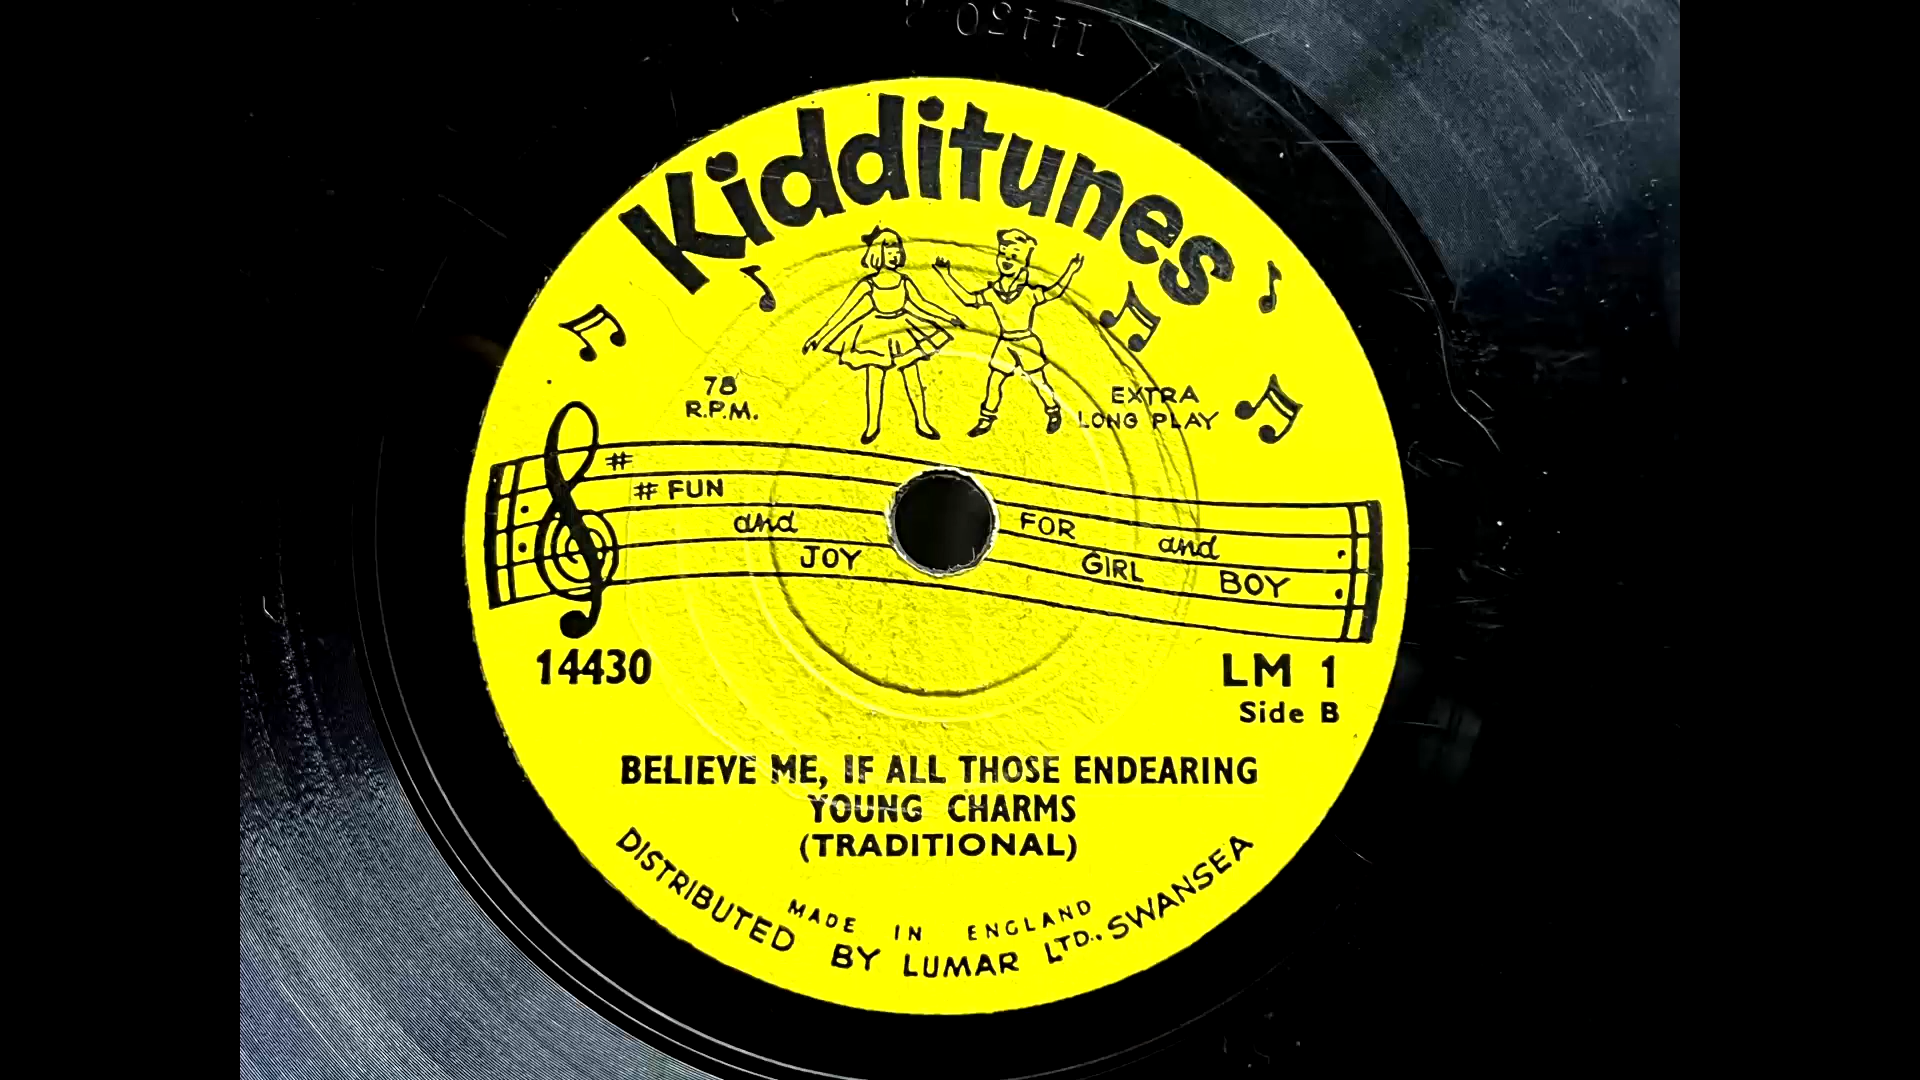 Kidditunes
78
R.P.M.
EXTRA
LONG PLAY
# 
# FUN
and
JOY
FOR
and
GIRL
BOY
14430
LM 1
Side B
BELIEVE ME, IF ALL THOSE ENDEARING
YOUNG CHARMS
(TRADITIONAL)
MADE IN ENGLAND
DISTRIBUTED BY LUMAR LTD., SWANSEA